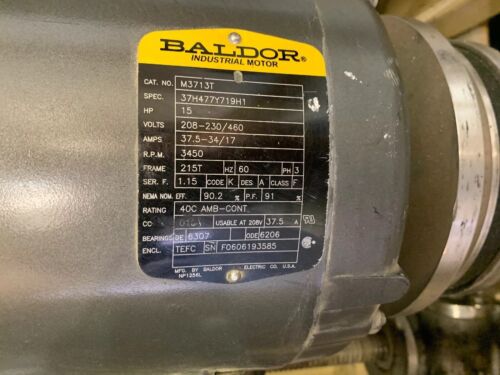 BALDOR®
INDUSTRIAL MOTOR
CAT. NO. M3713T
SPEC. 37H477Y719H1
HP 15
VOLTS 208-230/460
AMPS 37.5-34/17
R.P.M. 3450
FRAME 215T HZ 60 PH 3
SER. F. 1.15 CODE K DES. A CLASS F
NEMA NOM. EFF. 90.2 % P.F. 91 %
RATING 40C AMB-CONT
CC USABLE AT 208V 37.5 A
BEARINGS DE 6307 ODE 6206
ENCL. TEFC SN F0606193585
MFG. BY BALDOR ELECTRIC CO. U.S.A.
NP1256L